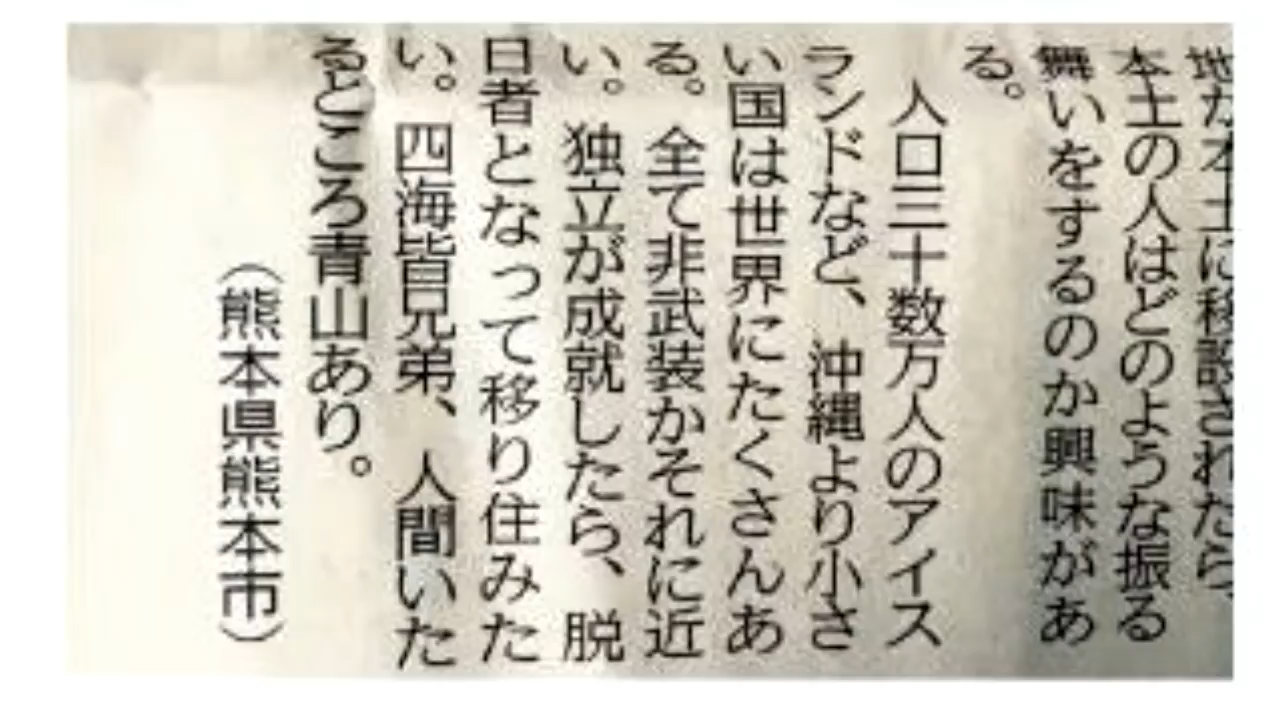 地が本土に移設されたら、
本土の人はどのような振る
舞いをするのか興味があ
る。
人口三十数万人のアイス
ランドなど、沖縄より小さ
い国は世界にたくさんあ
る。全て非武装かそれに近
い。独立が成就したら、脱
日者となって移り住みた
い。四海皆兄弟、人間いた
るところ青山あり。
（熊本県熊本市）